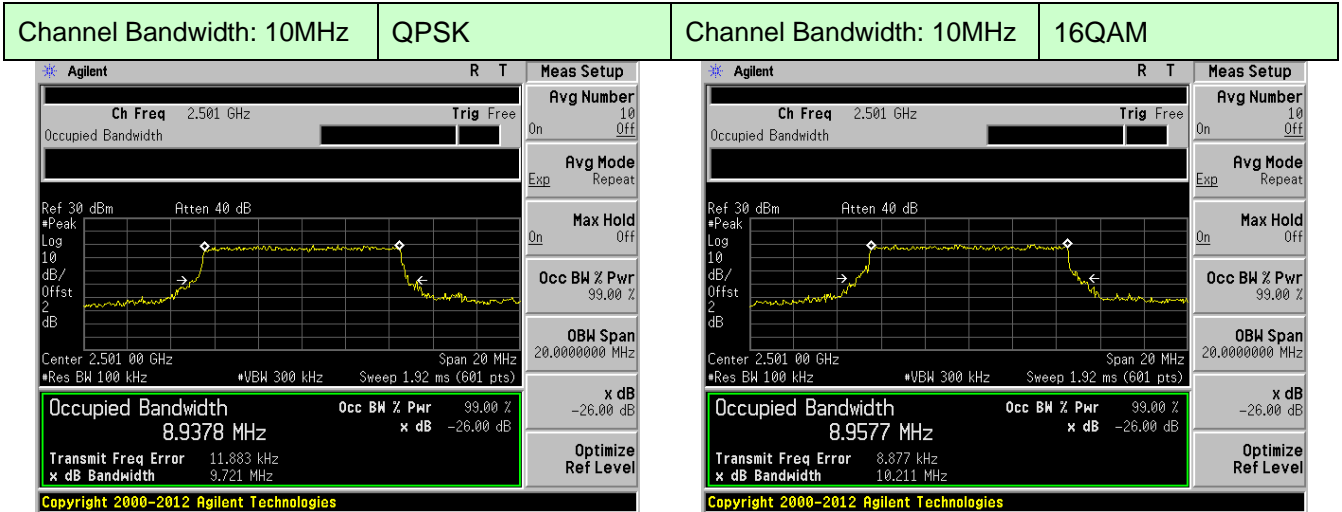 Channel Bandwidth: 10MHz QPSK
Agilent R T Meas Setup
Ch Freq 2.501 GHz Trig Free
Occupied Bandwidth
Avg Number
10
On Off
Avg Mode
Exp Repeat
Ref 30 dBm Atten 40 dB
#Peak
Log
10
dB/
Offst
2
dB
Max Hold
On Off
Occ BW % Pwr
99.00 %
OBW Span
20.0000000 MHz
Center 2.501 00 GHz Span 20 MHz
#Res BW 100 kHz #VBW 300 kHz Sweep 1.92 ms (601 pts)
x dB
-26.00 dB
Optimize
Ref Level
Occupied Bandwidth Occ BW % Pwr 99.00 %
8.9378 MHz x dB -26.00 dB
Transmit Freq Error 11.883 kHz
x dB Bandwidth 9.721 MHz
Copyright 2000-2012 Agilent Technologies
Channel Bandwidth: 10MHz 16QAM
Agilent R T Meas Setup
Ch Freq 2.501 GHz Trig Free
Occupied Bandwidth
Avg Number
10
On Off
Avg Mode
Exp Repeat
Ref 30 dBm Atten 40 dB
#Peak
Log
10
dB/
Offst
2
dB
Max Hold
On Off
Occ BW % Pwr
99.00 %
OBW Span
20.0000000 MHz
Center 2.501 00 GHz Span 20 MHz
#Res BW 100 kHz #VBW 300 kHz Sweep 1.92 ms (601 pts)
x dB
-26.00 dB
Optimize
Ref Level
Occupied Bandwidth Occ BW % Pwr 99.00 %
8.9577 MHz x dB -26.00 dB
Transmit Freq Error 8.877 kHz
x dB Bandwidth 10.211 MHz
Copyright 2000-2012 Agilent Technologies